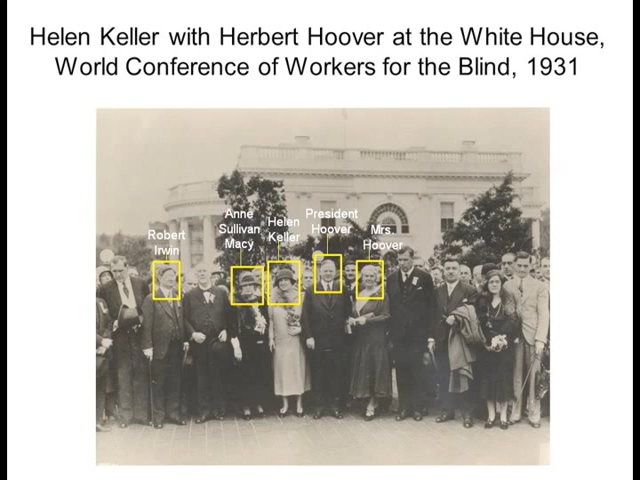 Helen Keller with Herbert Hoover at the White House,
World Conference of Workers for the Blind, 1931
Robert
Irwin
Anne
Sullivan
Macy
Helen
Keller
President
Hoover
Mrs.
Hoover